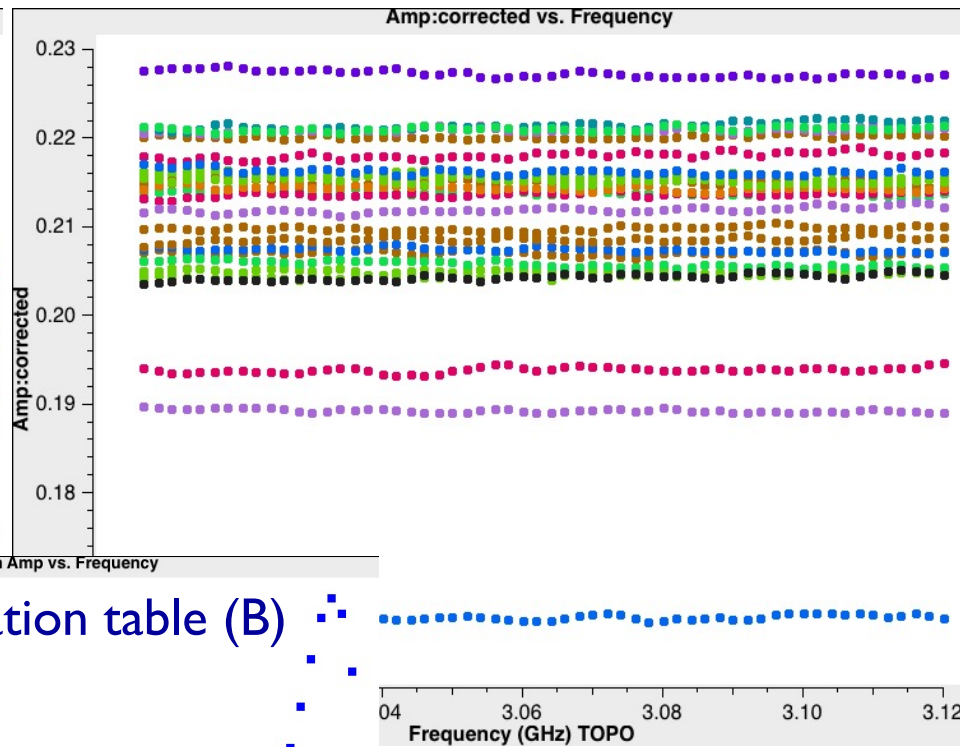 Amp:corrected vs. Frequency
0.23
0.22
0.21
0.20
0.19
0.18
Amp:corrected
Amp vs. Frequency
ation table (B)
04
3.06
3.08
3.10
3.12
Frequency (GHz) TOPO